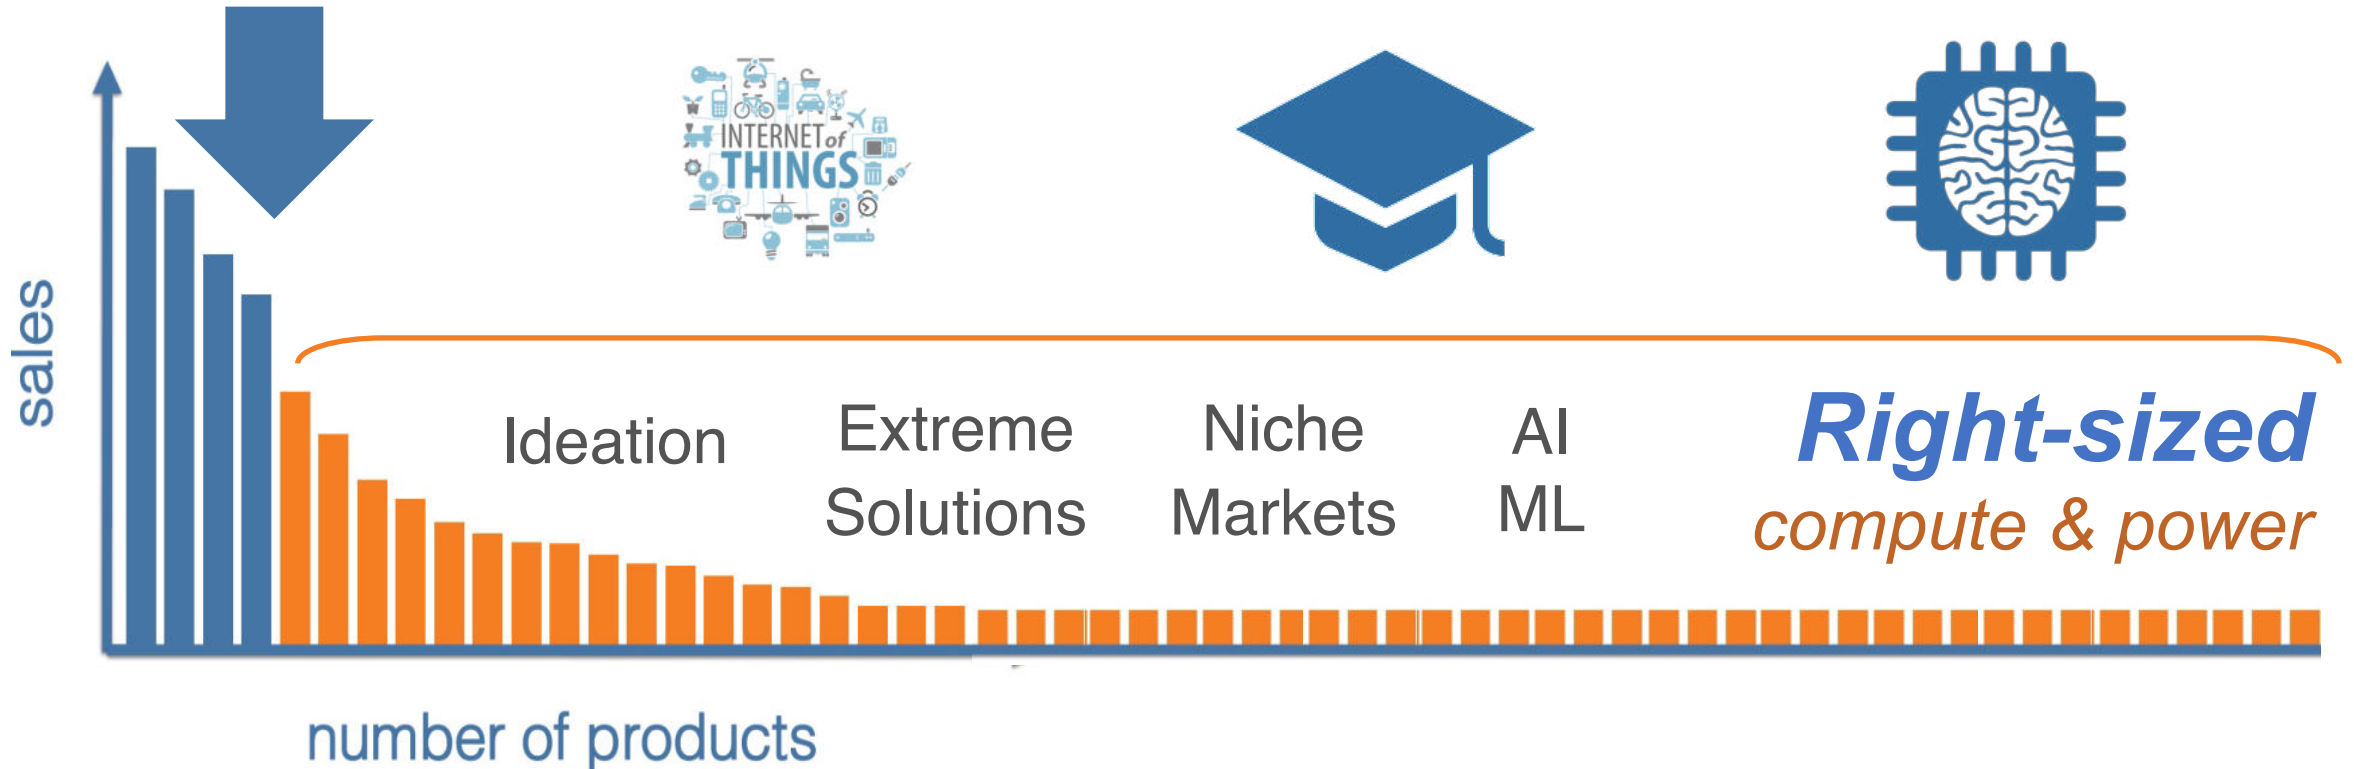 INTERNET of
THINGS
sales
Ideation
Extreme
Solutions
Niche
Markets
AI
ML
Right-sized
compute & power
number of products